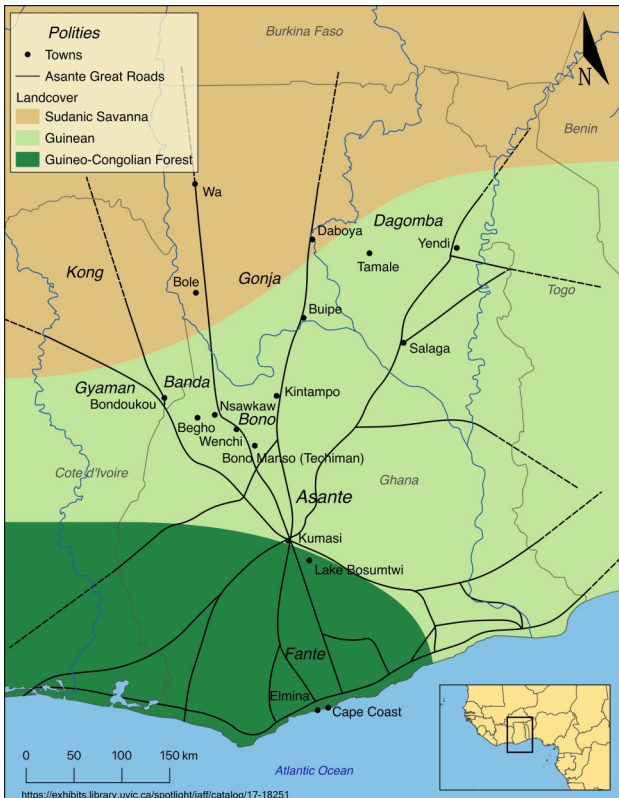 Polities
Towns
Asante Great Roads
Landcover
Sudanic Savanna
Guinean
Guineo-Congolian Forest
Burkina Faso
N
Benin
Wa
Dagomba
Daboya
Yendi
Tamale
Kong
Gonja
Bole
Togo
Buipe
Salaga
Gyaman
Banda
Kintampo
Bondoukou
Nsawkaw
Begho
Bono
Wenchi
Bono Manso (Techiman)
Cote d'Ivoire
Ghana
Asante
Kumasi
Lake Bosumtwi
Fante
Elmina
Cape Coast
0 50 100 150 km
Atlantic Ocean
https://exhibits.library.uvic.ca/spotlight/iaff/catalog/17-18251